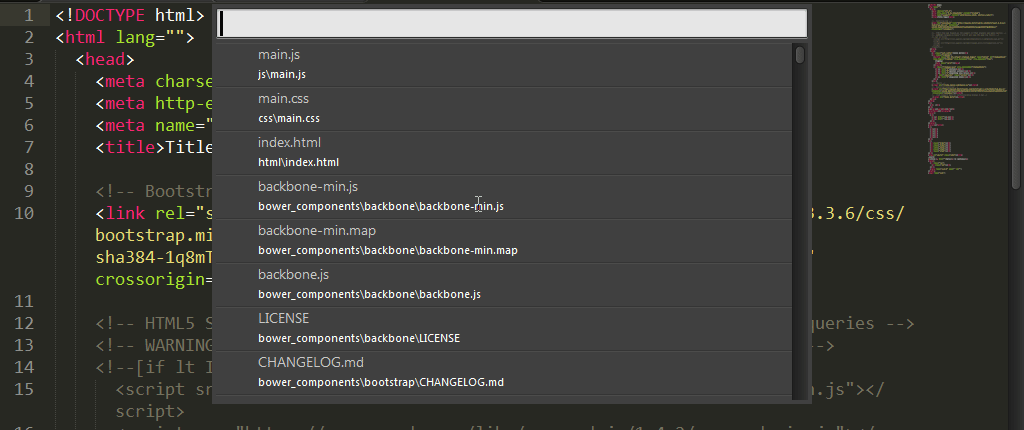 1 <!DOCTYPE html>
2 <html lang="">
3 <head>
4 <meta charse
5 <meta http-e
6 <meta name="
7 <title>Title
8
9 <!-- Bootstr
10 <link rel="s 3.3.6/css/
bootstrap.mi
sha384-1q8mT
crossorigin=
11
12 <!-- HTML5 S queries -->
13 <!-- WARNING -->
14 <!--[if lt I
15 <script sr .js"></
script>
main.js
js\main.js
main.css
css\main.css
index.html
html\index.html
backbone-min.js
bower_components\backbone\backbone-min.js
backbone-min.map
bower_components\backbone\backbone-min.map
backbone.js
bower_components\backbone\backbone.js
LICENSE
bower_components\backbone\LICENSE
CHANGELOG.md
bower_components\bootstrap\CHANGELOG.md